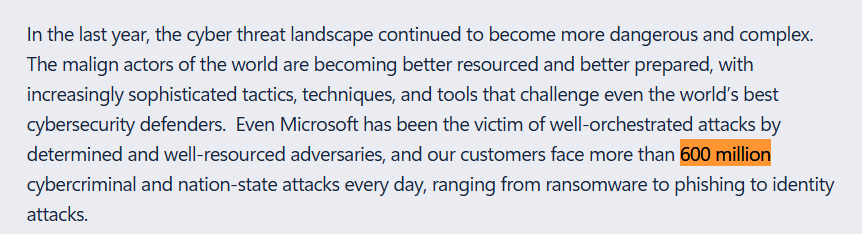 In the last year, the cyber threat landscape continued to become more dangerous and complex.
The malign actors of the world are becoming better resourced and better prepared, with
increasingly sophisticated tactics, techniques, and tools that challenge even the world’s best
cybersecurity defenders.  Even Microsoft has been the victim of well-orchestrated attacks by
determined and well-resourced adversaries, and our customers face more than 600 million
cybercriminal and nation-state attacks every day, ranging from ransomware to phishing to identity
attacks.